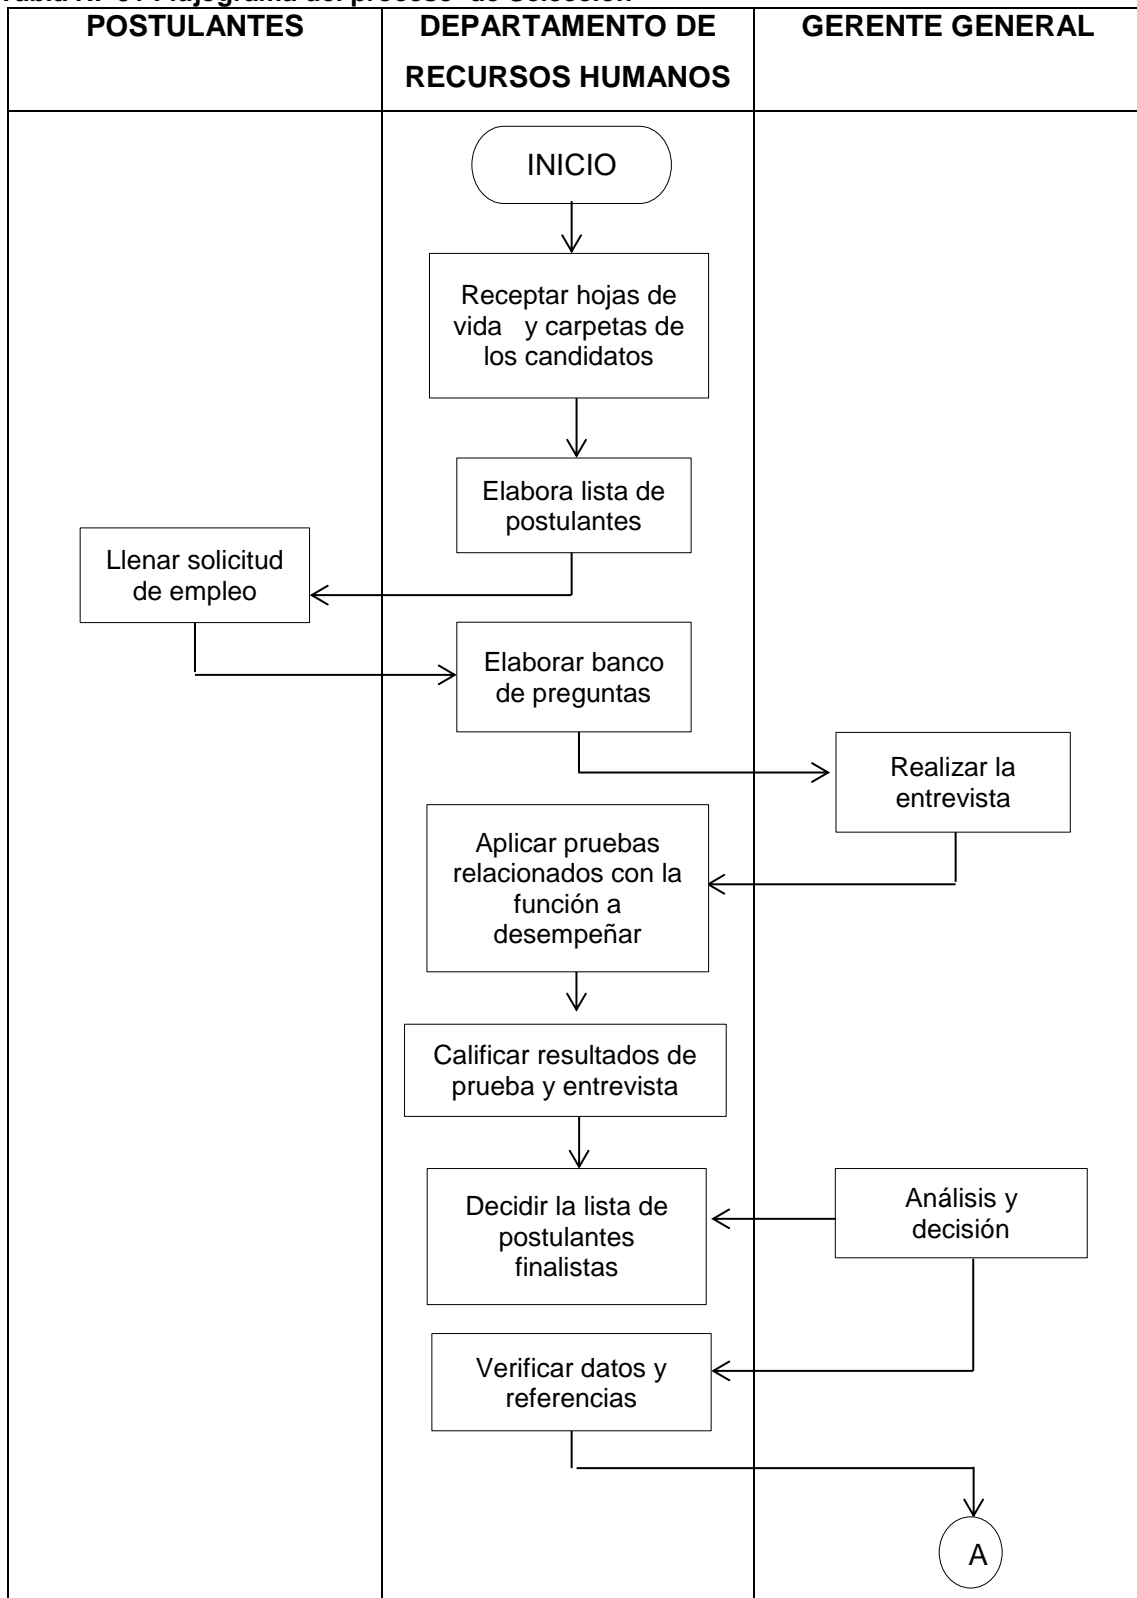 POSTULANTES
DEPARTAMENTO DE
RECURSOS HUMANOS
GERENTE GENERAL
INICIO
Receptar hojas de
vida y carpetas de
los candidatos
Elabora lista de
postulantes
Llenar solicitud
de empleo
Elaborar banco
de preguntas
Realizar la
entrevista
Aplicar pruebas
relacionados con la
función a
desempeñar
Calificar resultados de
prueba y entrevista
Decidir la lista de
postulantes
finalistas
Análisis y
decisión
Verificar datos y
referencias
A